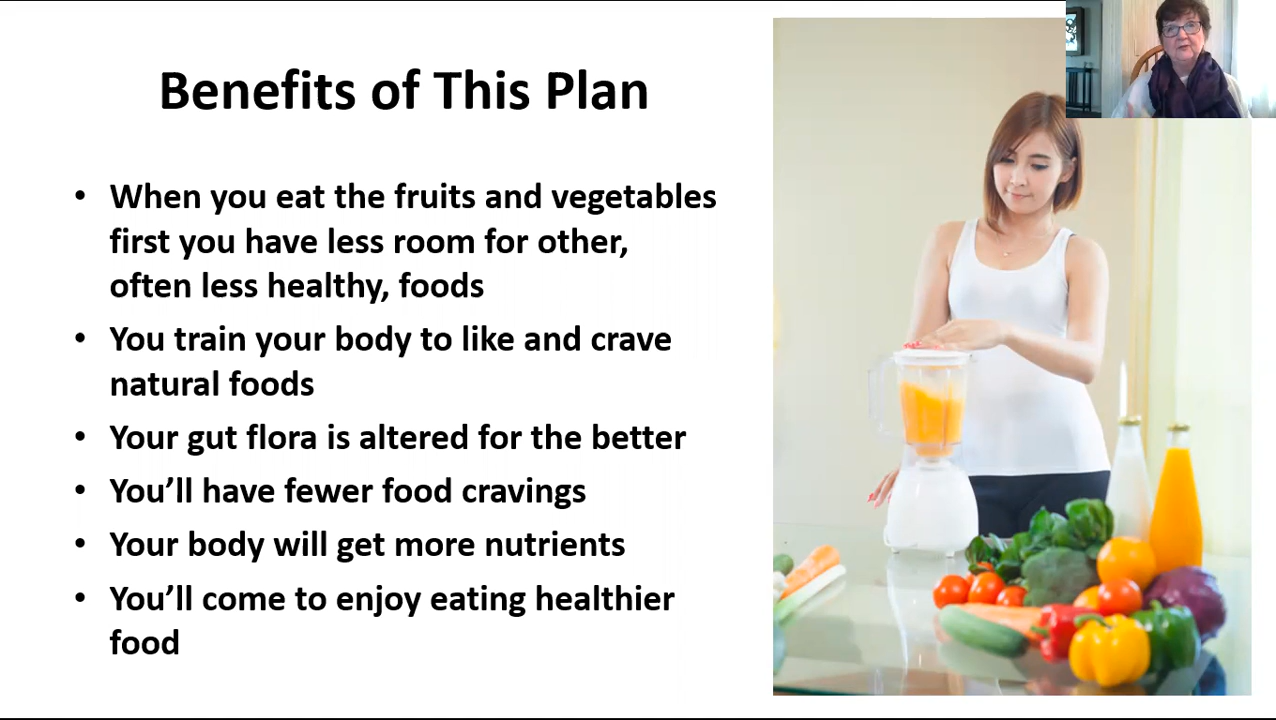 Benefits of This Plan
• When you eat the fruits and vegetables
first you have less room for other,
often less healthy, foods
• You train your body to like and crave
natural foods
• Your gut flora is altered for the better
• You’ll have fewer food cravings
• Your body will get more nutrients
• You’ll come to enjoy eating healthier
food